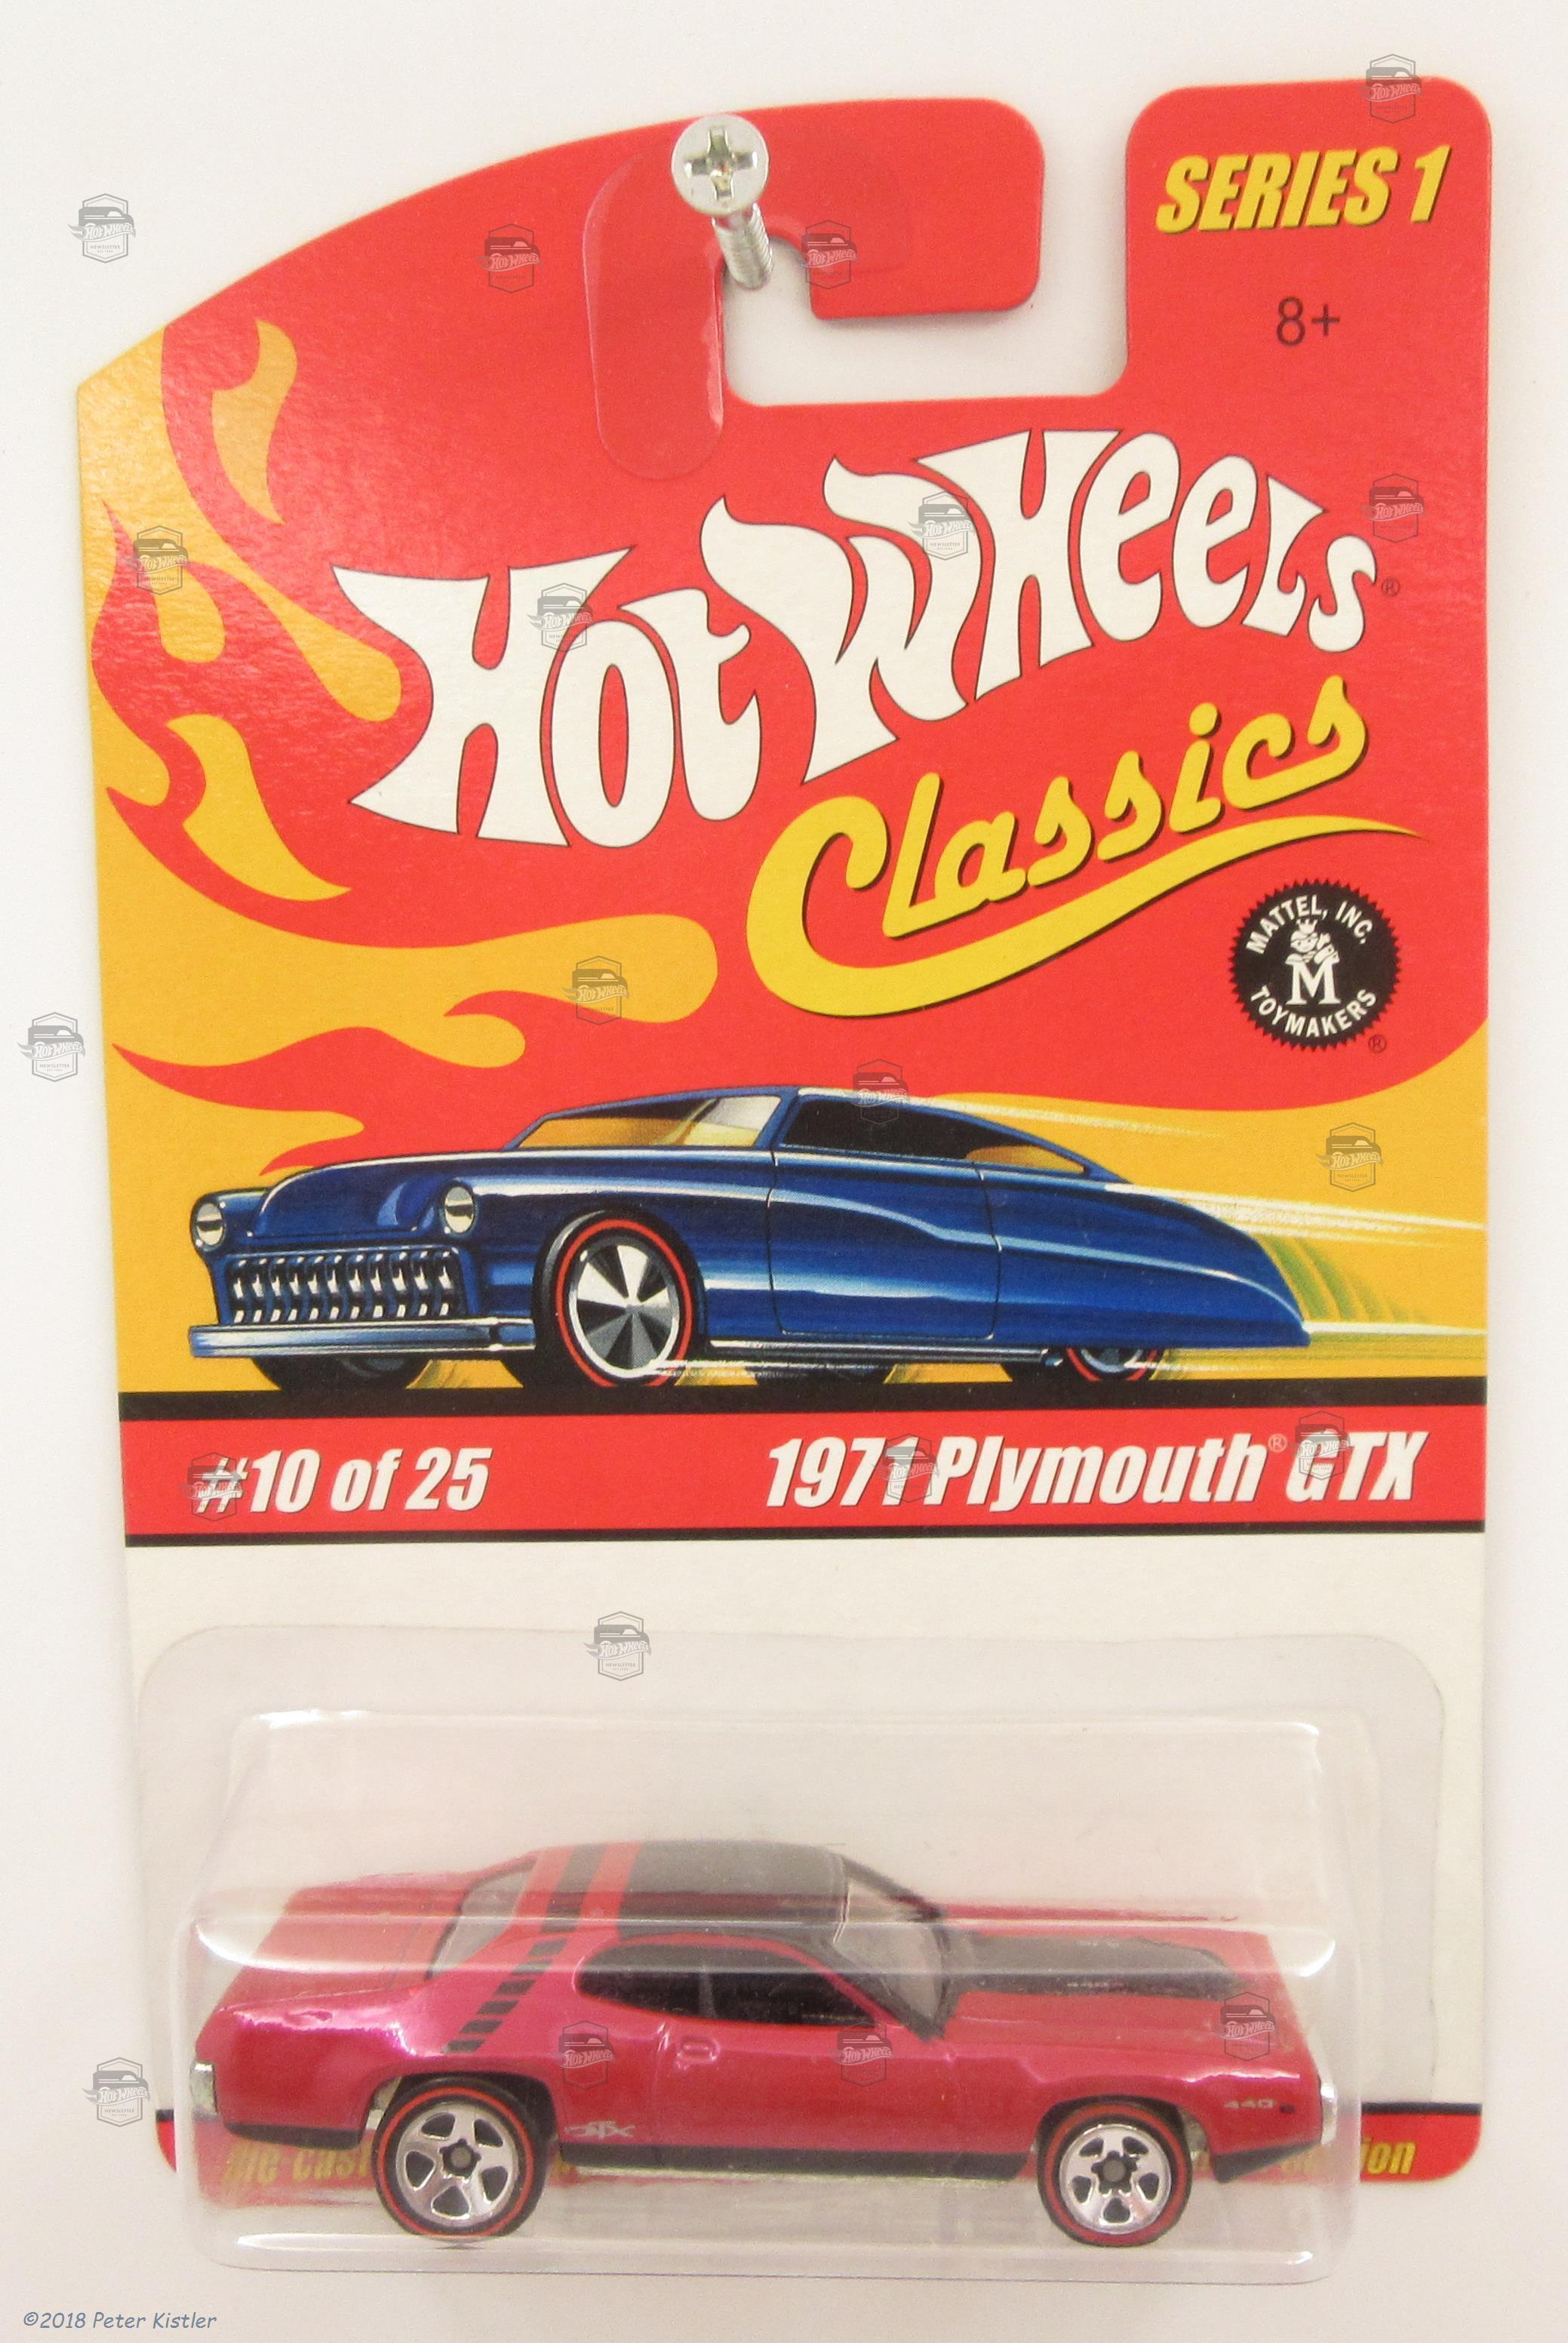 SERIES 1
8+
Hot Wheels®
Classics
MATTEL, INC.
M
TOYMAKERS
®
#10 of 25
1971 Plymouth® GTX
440
GTX
440
©2018 Peter Kistler